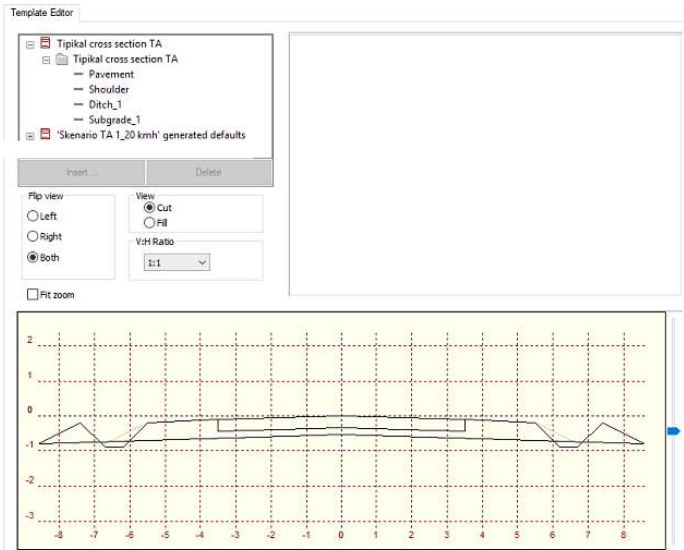 Template Editor
Tipikal cross section TA
Tipikal cross section TA
Pavement
Shoulder
Ditch_1
Subgrade_1
'Skenario TA 1_20 kmh' generated defaults
Insert ...
Delete
Flip view
Left
Right
Both
View
Cut
Fill
V:H Ratio
1:1
Fit zoom
2
1
0
-1
-2
-3
-8 -7 -6 -5 -4 -3 -2 -1 0 1 2 3 4 5 6 7 8